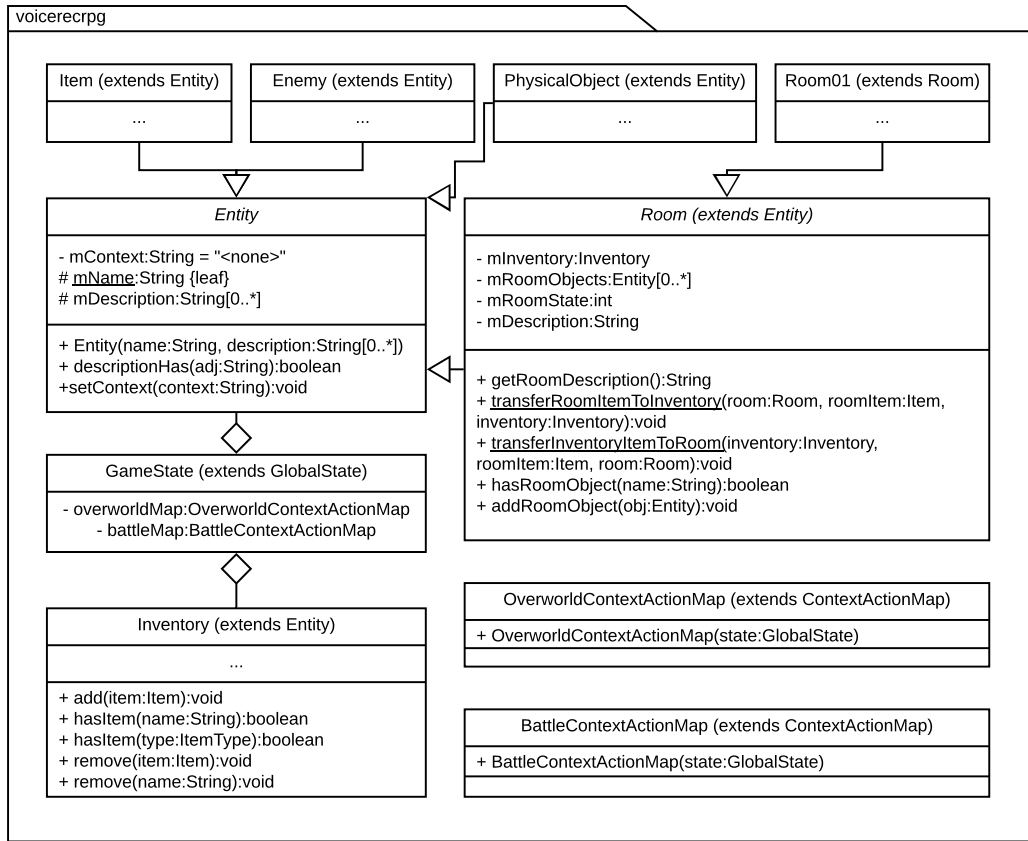 voicerecrpg
Item (extends Entity)
...
Enemy (extends Entity)
...
PhysicalObject (extends Entity)
...
Room01 (extends Room)
...
Entity
- mContext:String = "<none>"
# mName:String {leaf}
# mDescription:String[0..*]
+ Entity(name:String, description:String[0..*])
+ descriptionHas(adj:String):boolean
+setContext(context:String):void
Room (extends Entity)
- mInventory:Inventory
- mRoomObjects:Entity[0..*]
- mRoomState:int
- mDescription:String
+ getRoomDescription():String
+ transferRoomItemToInventory(room:Room, roomItem:Item,
inventory:Inventory):void
+ transferInventoryItemToRoom(inventory:Inventory,
roomItem:Item, room:Room):void
+ hasRoomObject(name:String):boolean
+ addRoomObject(obj:Entity):void
GameState (extends GlobalState)
- overworldMap:OverworldContextActionMap
- battleMap:BattleContextActionMap
Inventory (extends Entity)
...
+ add(item:Item):void
+ hasItem(name:String):boolean
+ hasItem(type:ItemType):boolean
+ remove(item:Item):void
+ remove(name:String):void
OverworldContextActionMap (extends ContextActionMap)
+ OverworldContextActionMap(state:GlobalState)
BattleContextActionMap (extends ContextActionMap)
+ BattleContextActionMap(state:GlobalState)